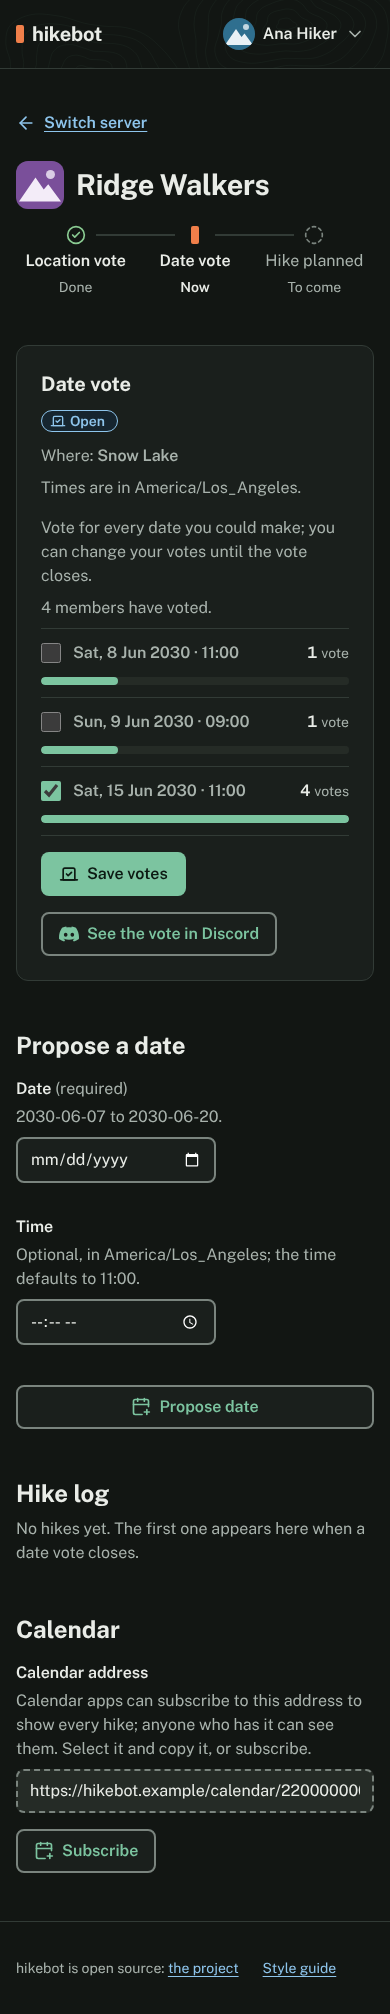 hikebot
Ana Hiker
Switch server
Ridge Walkers
Location vote
Date vote
Hike planned
Done
Now
To come
Date vote
Open
Where: Snow Lake
Times are in America/Los_Angeles.
Vote for every date you could make; you
can change your votes until the vote
closes.
4 members have voted.
Sat, 8 Jun 2030 · 11:00 1 vote
Sun, 9 Jun 2030 · 09:00 1 vote
Sat, 15 Jun 2030 · 11:00 4 votes
Save votes
See the vote in Discord
Propose a date
Date (required)
2030-06-07 to 2030-06-20.
mm/dd/yyyy
Time
Optional, in America/Los_Angeles; the time
defaults to 11:00.
--:-- --
Propose date
Hike log
No hikes yet. The first one appears here when a
date vote closes.
Calendar
Calendar address
Calendar apps can subscribe to this address to
show every hike; anyone who has it can see
them. Select it and copy it, or subscribe.
https://hikebot.example/calendar/220000000
Subscribe
hikebot is open source: the project Style guide